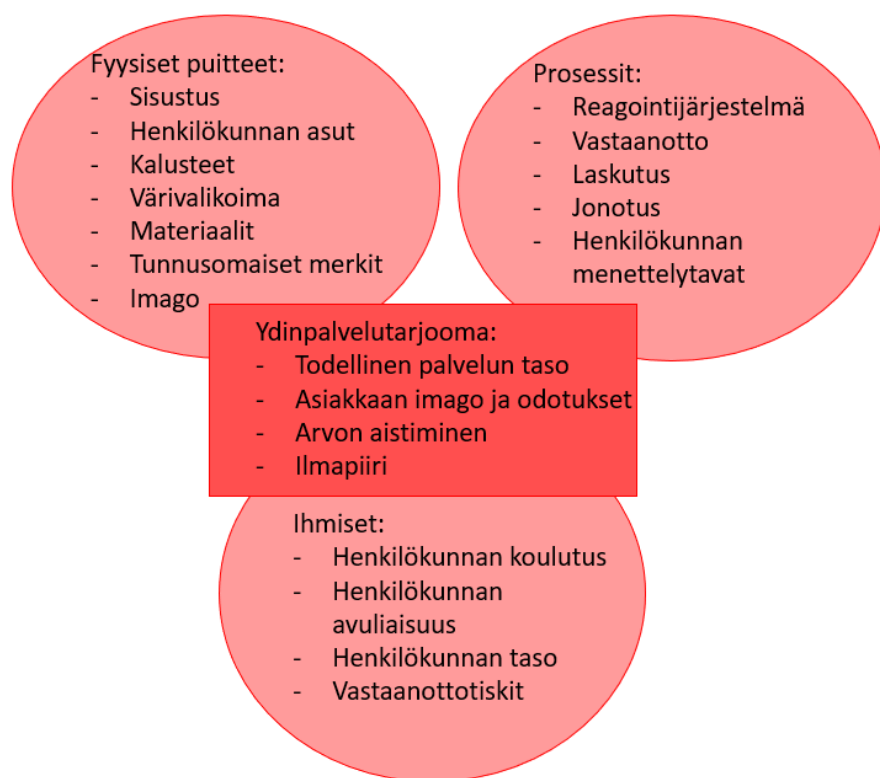 Fyysiset puitteet:
- Sisustus
- Henkilökunnan asut
- Kalusteet
- Värivalikoima
- Materiaalit
- Tunnusomaiset merkit
- Imago
Prosessit:
- Reagointijärjestelmä
- Vastaanotto
- Laskutus
- Jonotus
- Henkilökunnan
menettelytavat
Ydinpalvelutarjooma:
- Todellinen palvelun taso
- Asiakkaan imago ja odotukset
- Arvon aistiminen
- Ilmapiiri
Ihmiset:
- Henkilökunnan koulutus
- Henkilökunnan
avuliaisuus
- Henkilökunnan taso
- Vastaanottotiskit